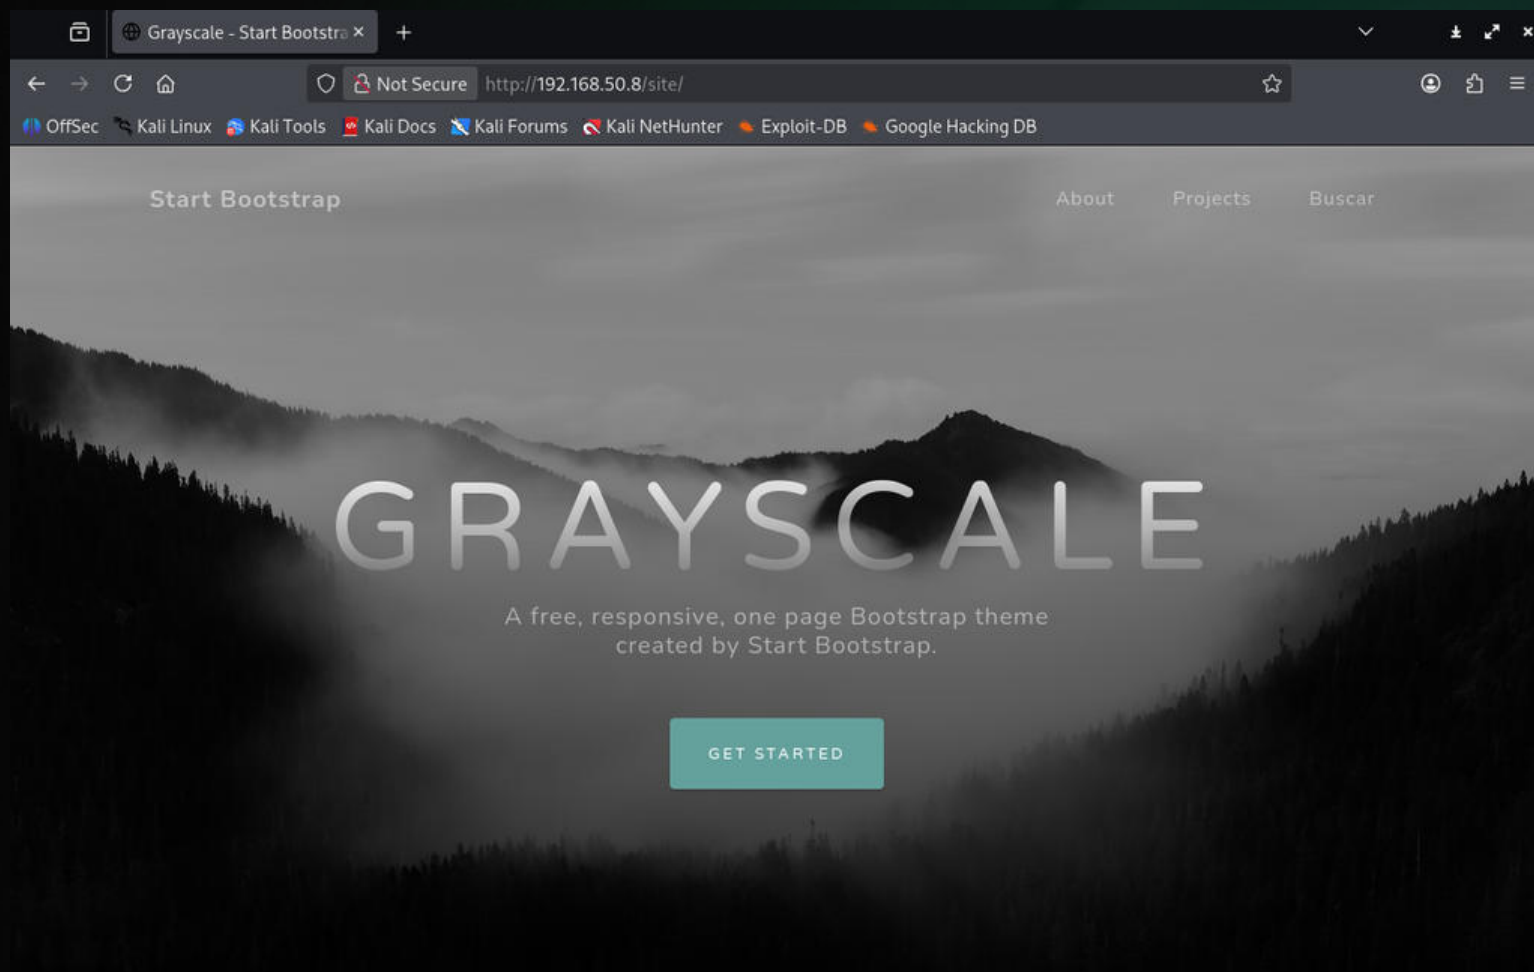 Grayscale - Start Bootstra
Not Secure http://192.168.50.8/site/
OffSec Kali Linux Kali Tools Kali Docs Kali Forums Kali NetHunter Exploit-DB Google Hacking DB
Start Bootstrap About Projects Buscar
GRAYSCALE
A free, responsive, one page Bootstrap theme
created by Start Bootstrap.
GET STARTED